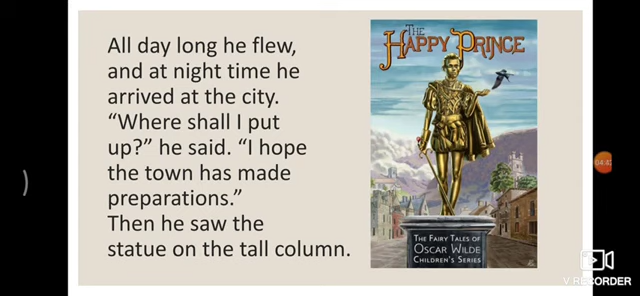 All day long he flew,
and at night time he
arrived at the city.
“Where shall I put
up?” he said. “I hope
the town has made
preparations.”
Then he saw the
statue on the tall column.
THE
HAPPY PRINCE
THE FAIRY TALES OF
OSCAR WILDE
CHILDREN'S SERIES
V.RECORDER